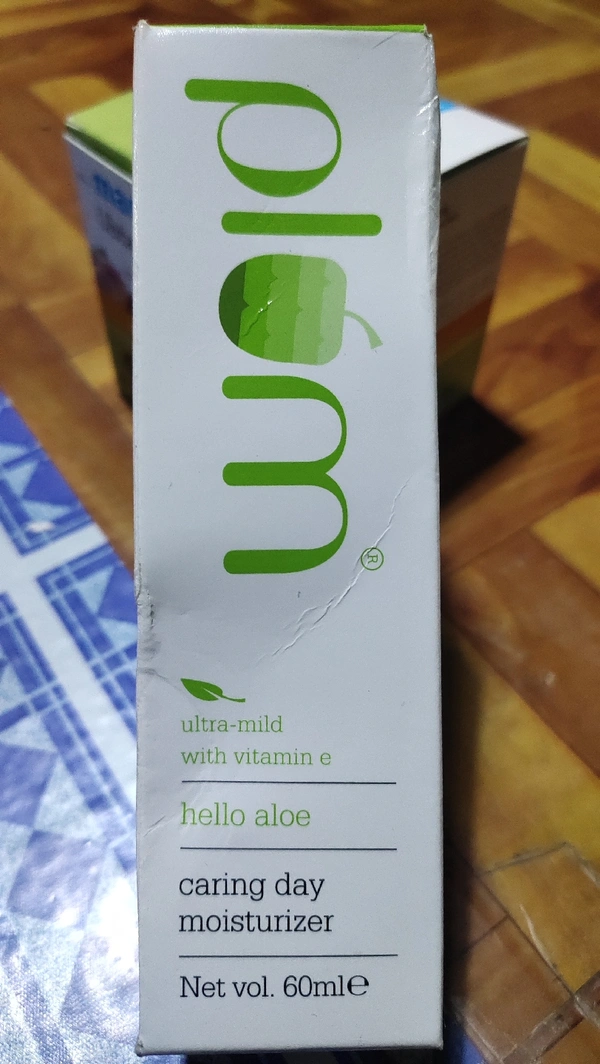 plum®
ultra-mild
with vitamin e
hello aloe
caring day
moisturizer
Net vol. 60ml℮